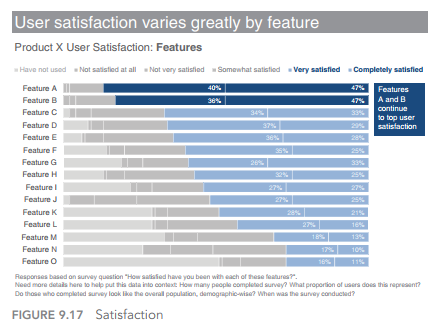 User satisfaction varies greatly by feature
Product X User Satisfaction: Features
Have not used Not satisfied at all Not very satisfied Somewhat satisfied Very satisfied Completely satisfied
Feature A 40% 47%
Feature B 36% 47%
Feature C 34% 33%
Feature D 37% 29%
Feature E 36% 28%
Feature F 35% 25%
Feature G 26% 33%
Feature H 32% 25%
Feature I 27% 27%
Feature J 27% 25%
Feature K 28% 21%
Feature L 27% 16%
Feature M 18% 13%
Feature N 17% 10%
Feature O 16% 11%
Features
A and B
continue
to top user
satisfaction
Responses based on survey question "How satisfied have you been with each of these features?".
Need more details here to help put this data into context: How many people completed survey? What proportion of users does this represent?
Do those who completed survey look like the overall population, demographic-wise? When was the survey conducted?
FIGURE 9.17 Satisfaction